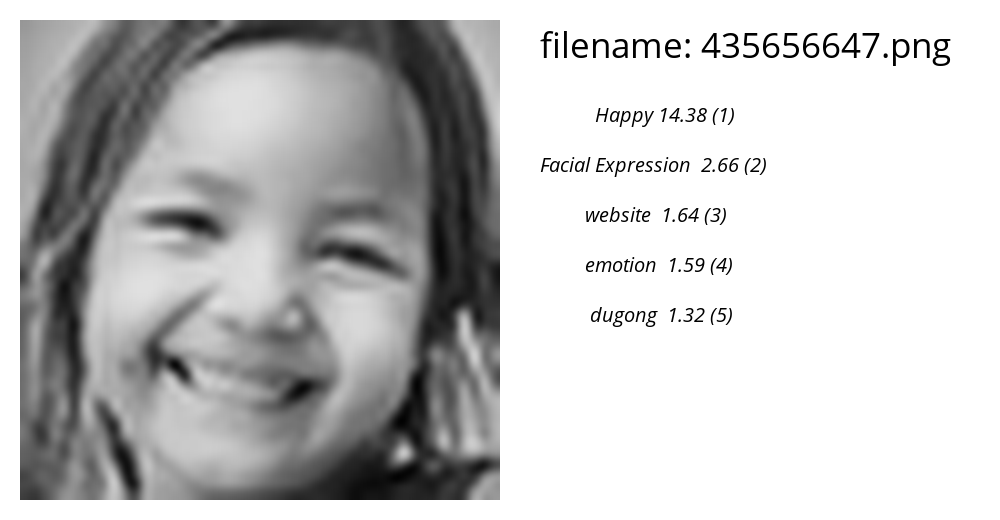 filename: 435656647.png
Happy 14.38 (1)
Facial Expression 2.66 (2)
website 1.64 (3)
emotion 1.59 (4)
dugong 1.32 (5)